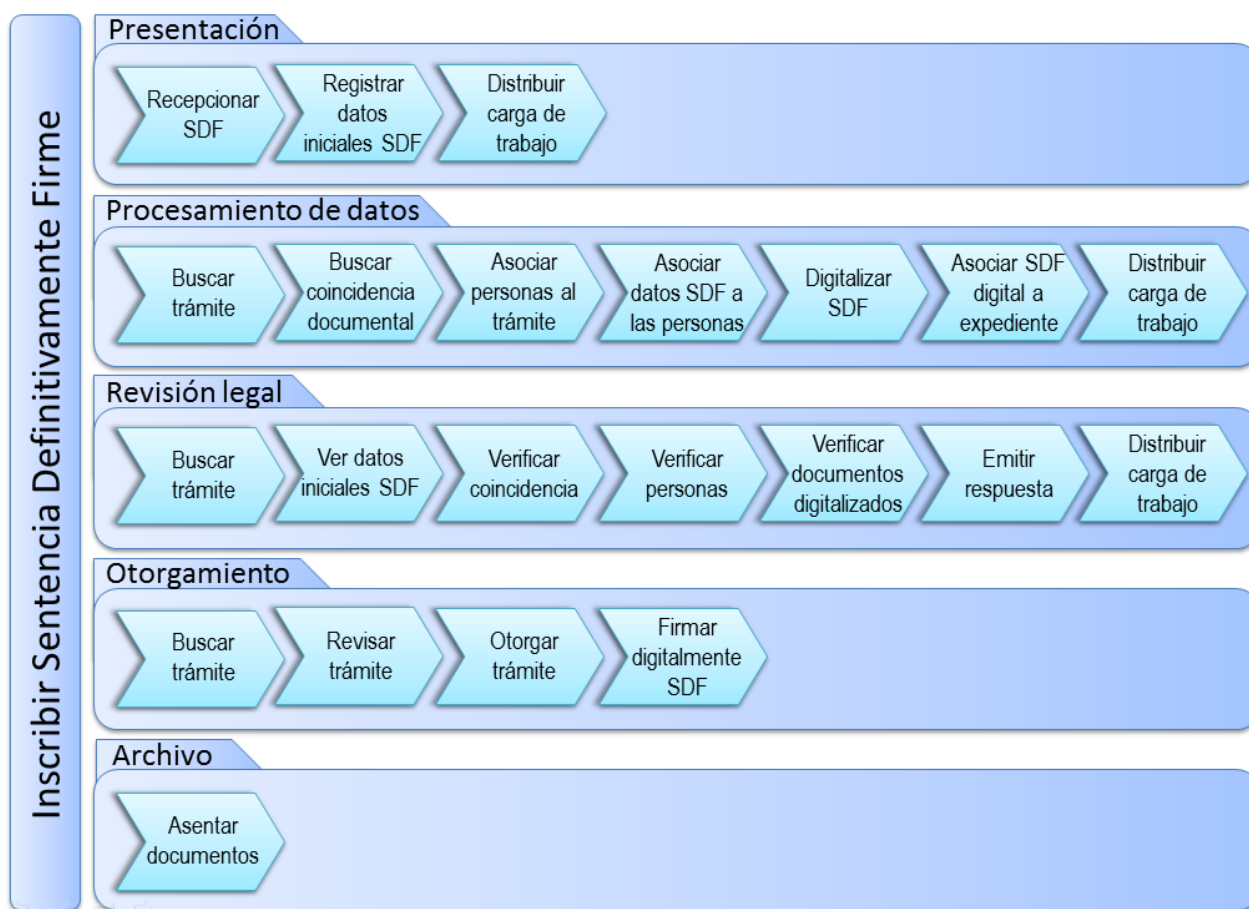 Inscribir Sentencia Definitivamente Firme
Presentación
Recepcionar
SDF
Registrar
datos
iniciales SDF
Distribuir
carga de
trabajo
Procesamiento de datos
Buscar
trámite
Buscar
coincidencia
documental
Asociar
personas al
trámite
Asociar
datos SDF a
las personas
Digitalizar
SDF
Asociar SDF
digital a
expediente
Distribuir
carga de
trabajo
Revisión legal
Buscar
trámite
Ver datos
iniciales SDF
Verificar
coincidencia
Verificar
personas
Verificar
documentos
digitalizados
Emitir
respuesta
Distribuir
carga de
trabajo
Otorgamiento
Buscar
trámite
Revisar
trámite
Otorgar
trámite
Firmar
digitalmente
SDF
Archivo
Asentar
documentos